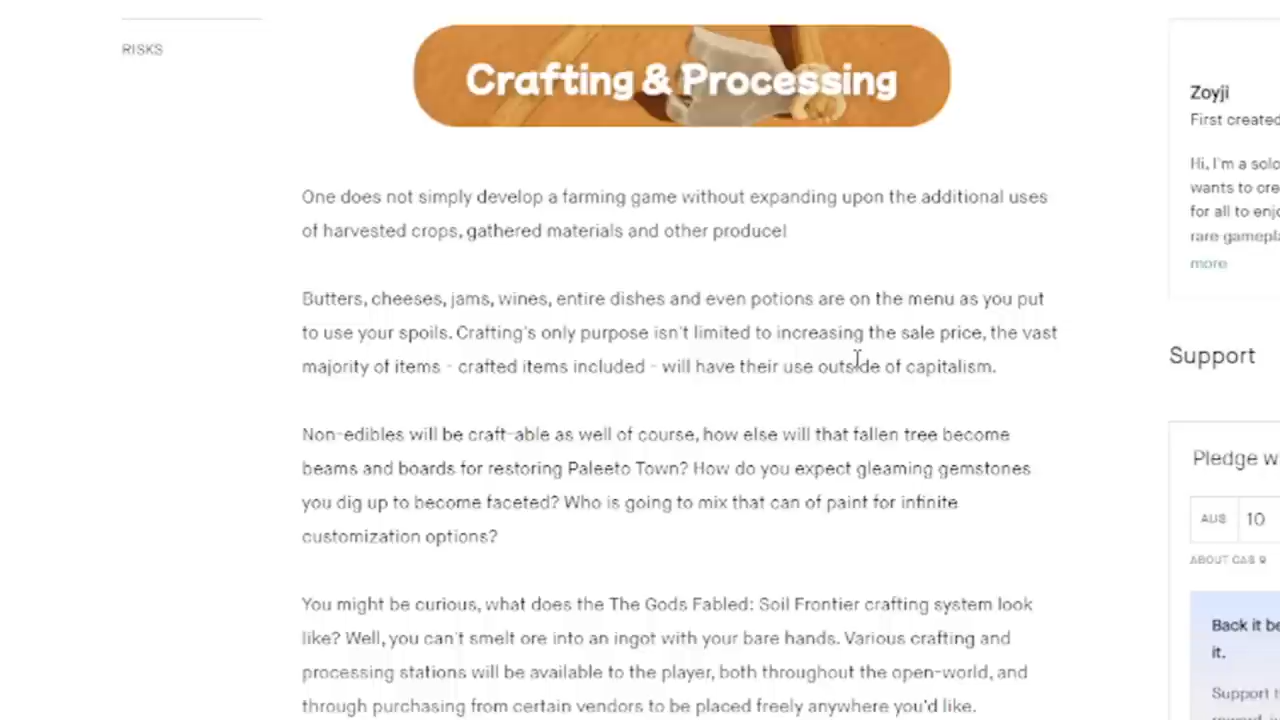 RISKS
Crafting & Processing
One does not simply develop a farming game without expanding upon the additional uses
of harvested crops, gathered materials and other produce!
Butters, cheeses, jams, wines, entire dishes and even potions are on the menu as you put
to use your spoils. Crafting's only purpose isn't limited to increasing the sale price, the vast
majority of items - crafted items included - will have their use outside of capitalism.
Non-edibles will be craft-able as well of course, how else will that fallen tree become
beams and boards for restoring Paleeto Town? How do you expect gleaming gemstones
you dig up to become faceted? Who is going to mix that can of paint for infinite
customization options?
You might be curious, what does the The Gods Fabled: Soil Frontier crafting system look
like? Well, you can't smelt ore into an ingot with your bare hands. Various crafting and
processing stations will be available to the player, both throughout the open-world, and
through purchasing from certain vendors to be placed freely anywhere you'd like.
Zoyji
First created
Hi, I'm a solo
wants to cre
for all to enjo
rare gamepl
more
Support
Pledge w
AU$ 10
ABOUT CA$ 9
Back it be
it.
Support t